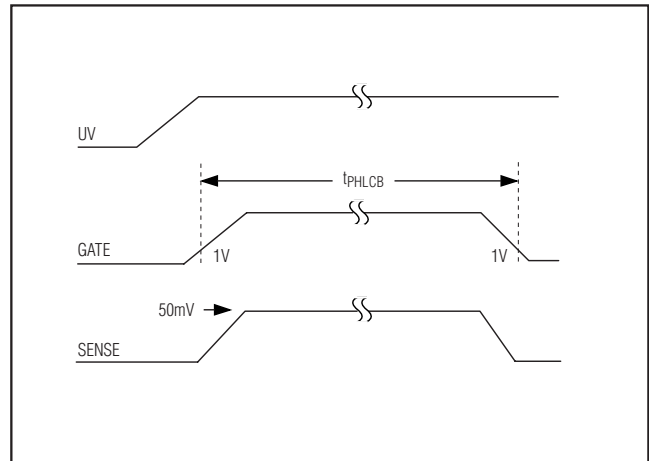 UV
tPHLCB
GATE
1V
1V
50mV
SENSE